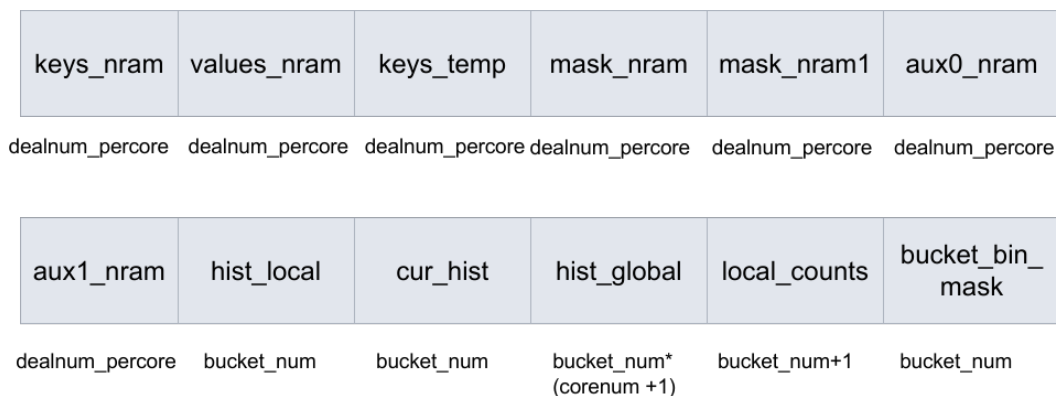 keys_nram values_nram keys_temp mask_nram mask_nram1 aux0_nram
dealnum_percore dealnum_percore dealnum_percore dealnum_percore dealnum_percore dealnum_percore
aux1_nram hist_local cur_hist hist_global local_counts bucket_bin_
mask
dealnum_percore bucket_num bucket_num bucket_num* bucket_num+1 bucket_num
(corenum +1)